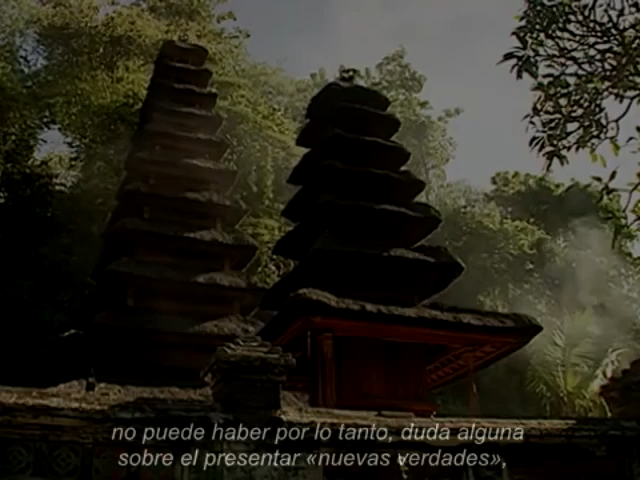 no puede haber por lo tanto, duda alguna
sobre el presentar «nuevas verdades»,